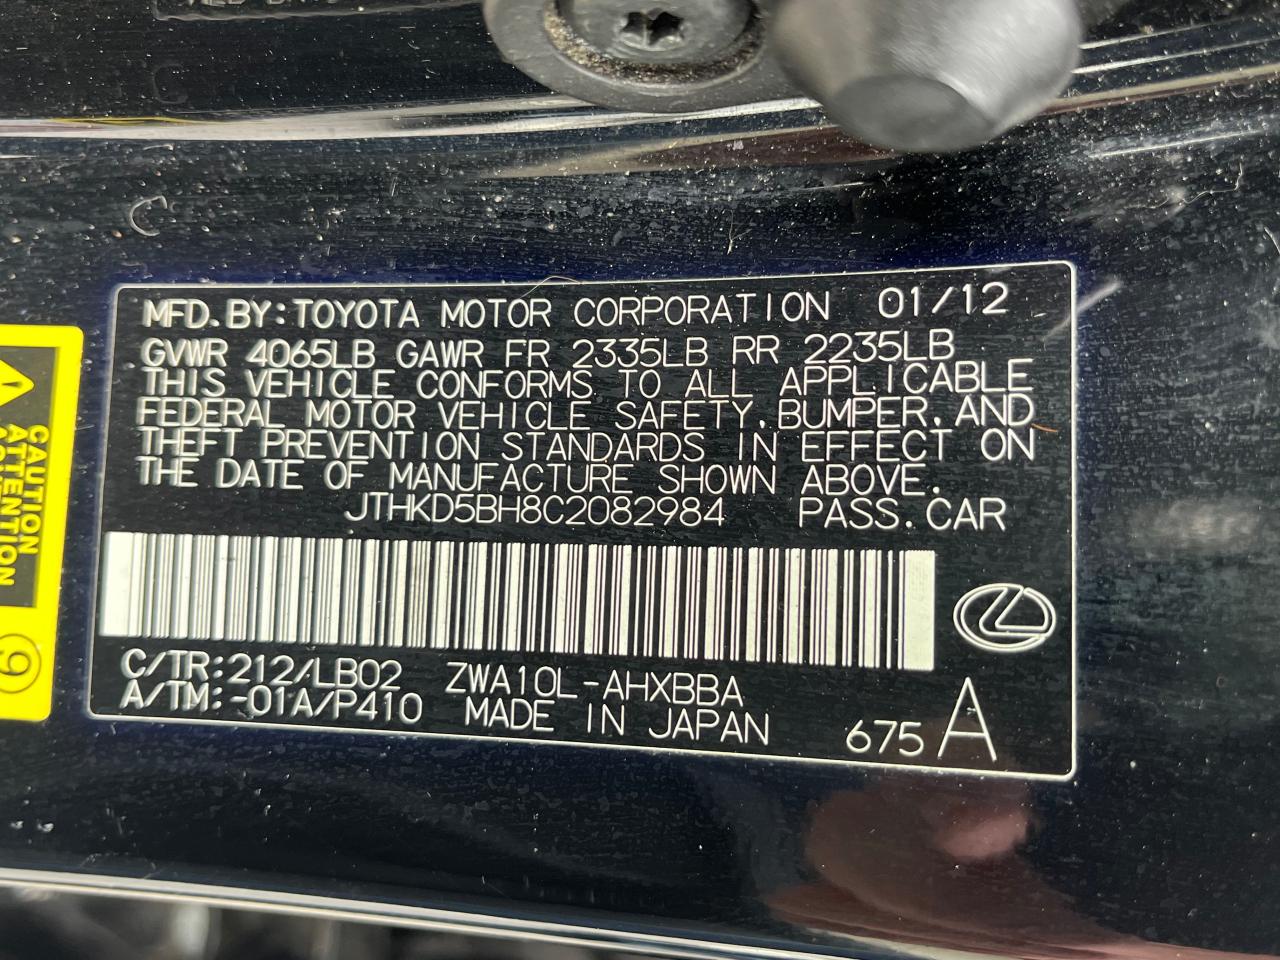 MFD. BY: TOYOTA MOTOR CORPORATION 01/12
GVWR 4065LB GAWR FR 2335LB RR 2235LB
THIS VEHICLE CONFORMS TO ALL APPLICABLE
FEDERAL MOTOR VEHICLE SAFETY, BUMPER, AND
THEFT PREVENTION STANDARDS IN EFFECT ON
THE DATE OF MANUFACTURE SHOWN ABOVE.
JTHKD5BH8C2082984 PASS. CAR
C/TR: 212/LB02 ZWA10L-AHXBBA
A/TM: -01A/P410 MADE IN JAPAN 675 A
CAUTION
ATTENTION
9